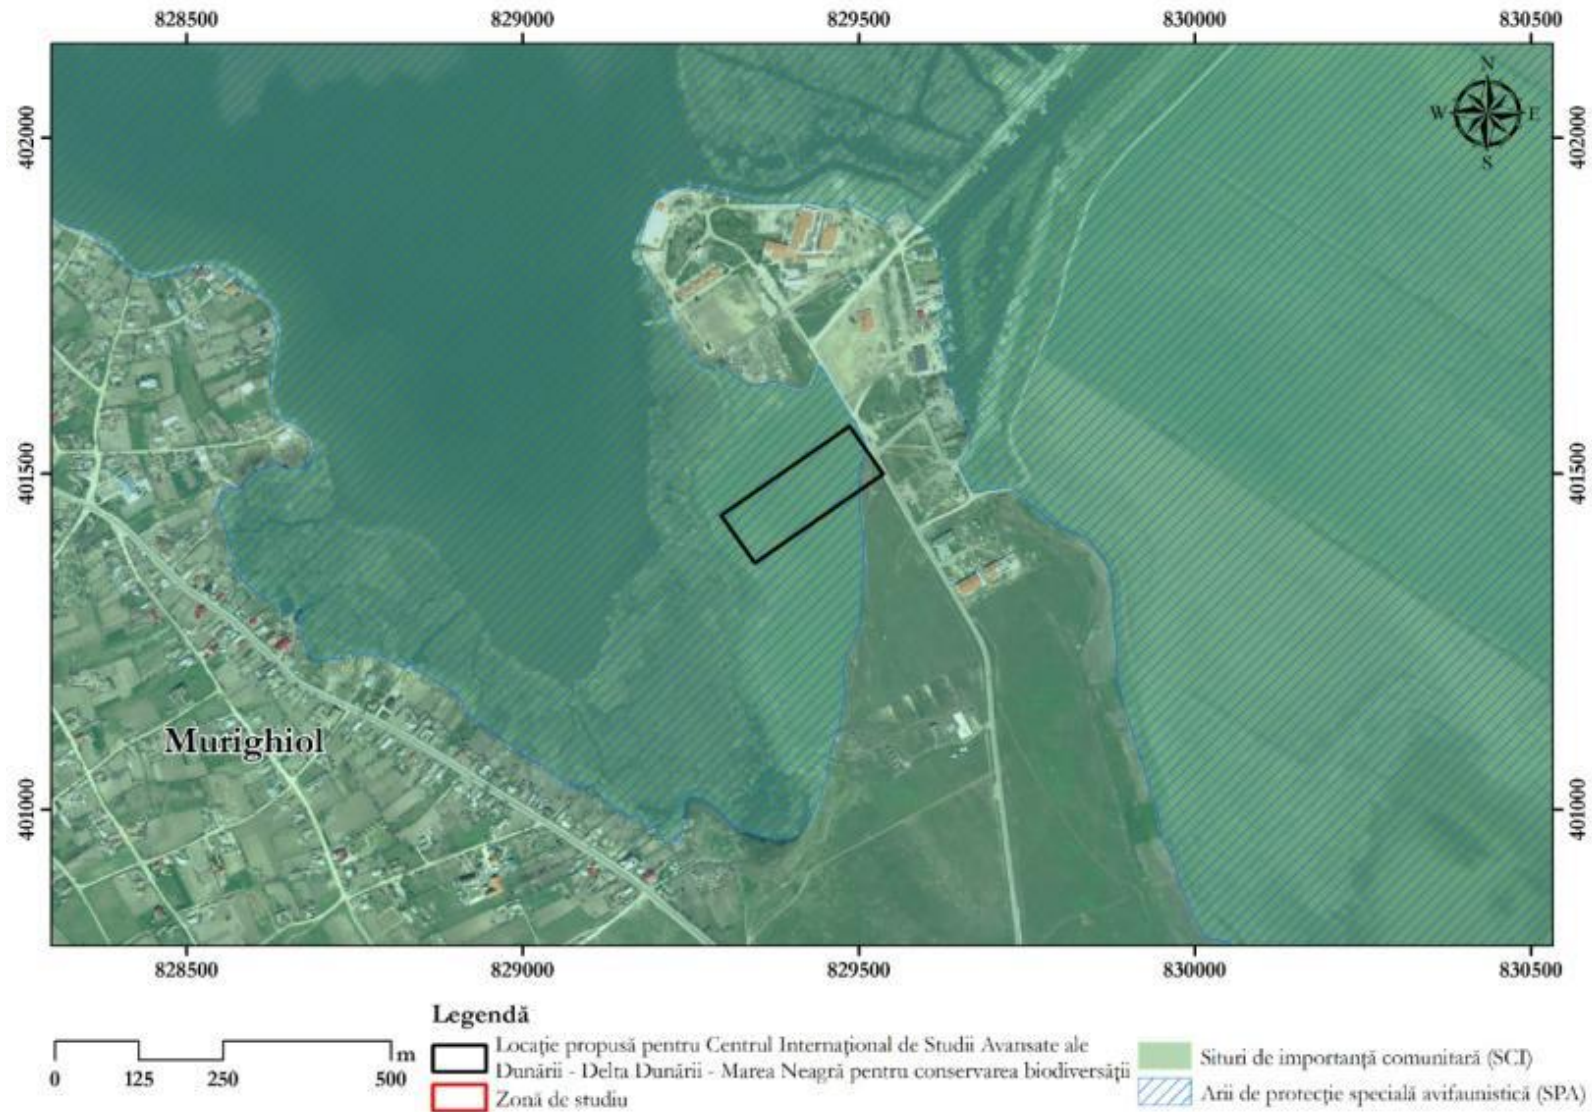 828500 829000 829500 830000 830500
N
W E
S
402000 402000
401500 401500
Murighiol
401000 401000
828500 829000 829500 830000 830500
Legendă
Locație propusă pentru Centrul Internațional de Studii Avansate ale
Dunării - Delta Dunării - Marea Neagră pentru conservarea biodiversății
Zonă de studiu
Situri de importanță comunitară (SCI)
Arii de protecție specială avifaunistică (SPA)
m
0 125 250 500